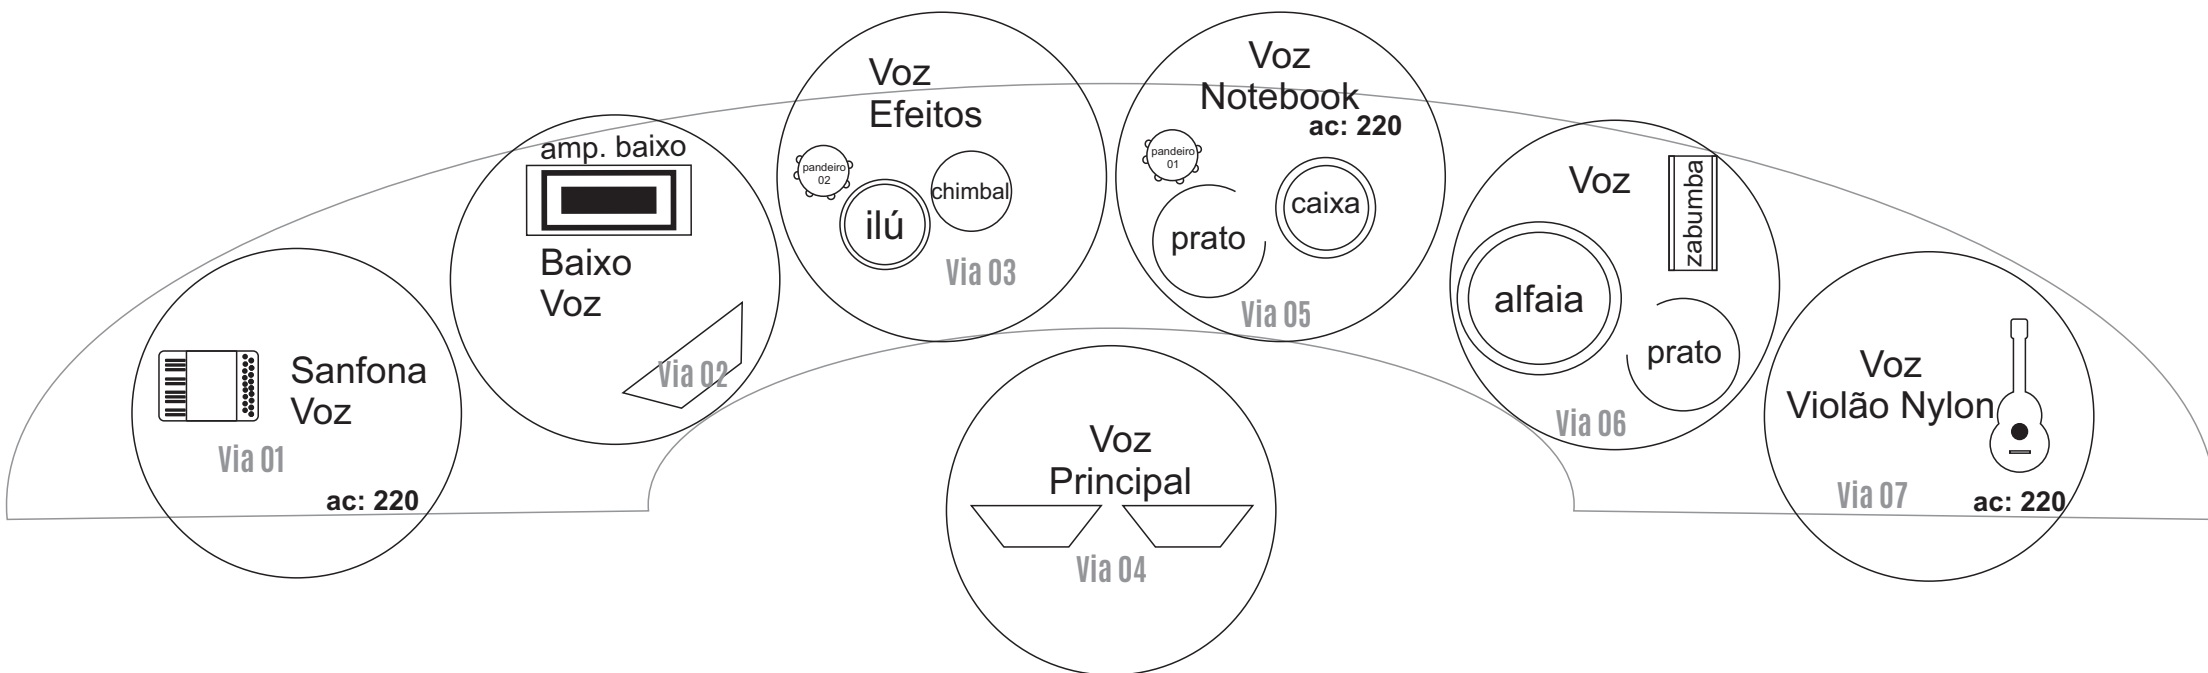 Sanfona
Voz
Via 01
ac: 220
amp. baixo
Baixo
Voz
Via 02
Voz
Efeitos
pandeiro
02
ilú
chimbal
Via 03
Voz
Principal
Via 04
Voz
Notebook
ac: 220
pandeiro
01
prato
caixa
Via 05
Voz
zabumba
alfaia
prato
Via 06
Voz
Violão Nylon
Via 07
ac: 220